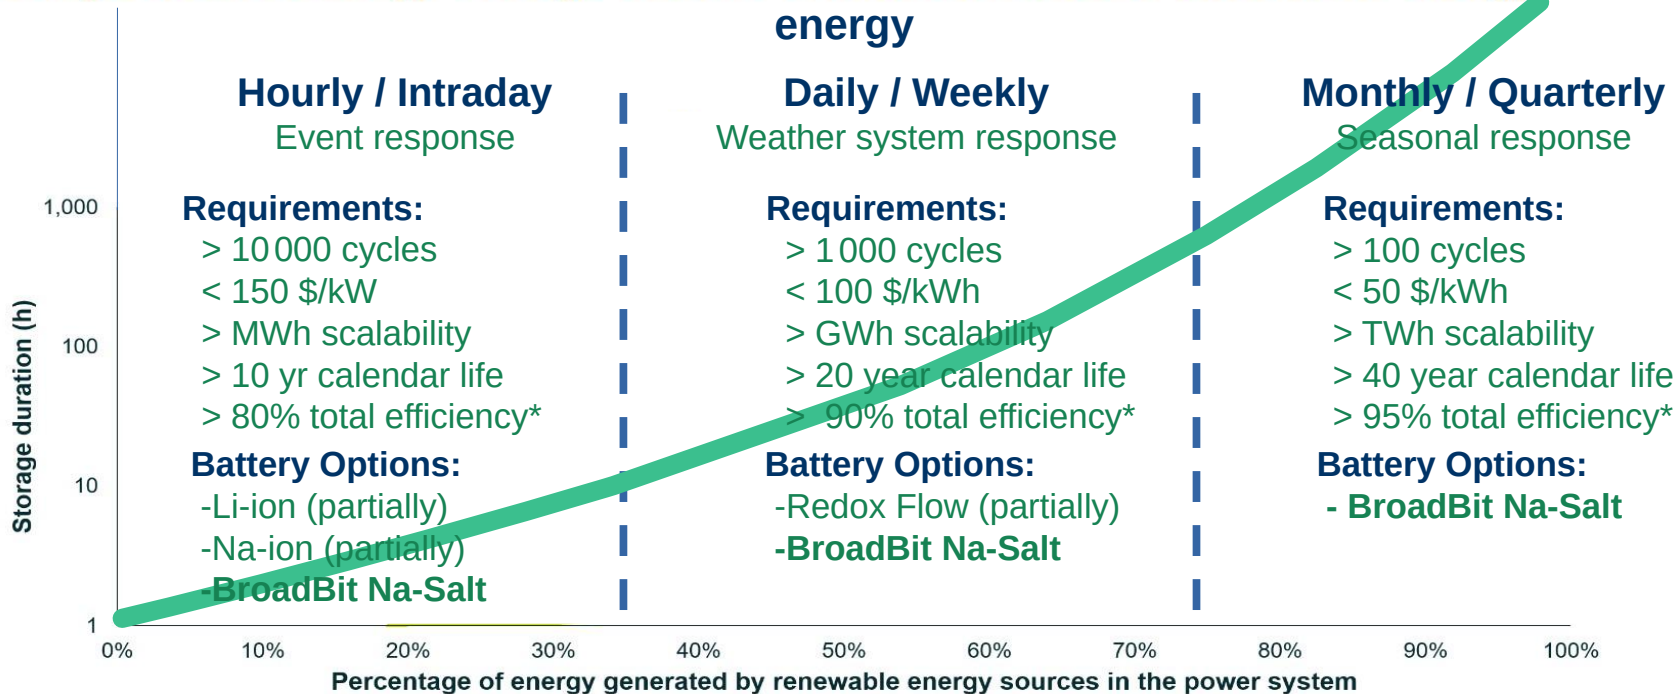 energy
Hourly / Intraday
Event response
Requirements:
> 10 000 cycles
< 150 $/kW
> MWh scalability
> 10 yr calendar life
> 80% total efficiency*
Battery Options:
-Li-ion (partially)
-Na-ion (partially)
-BroadBit Na-Salt
Daily / Weekly
Weather system response
Requirements:
> 1 000 cycles
< 100 $/kWh
> GWh scalability
> 20 year calendar life
> 90% total efficiency*
Battery Options:
-Redox Flow (partially)
-BroadBit Na-Salt
Monthly / Quarterly
Seasonal response
Requirements:
> 100 cycles
< 50 $/kWh
> TWh scalability
> 40 year calendar life
> 95% total efficiency*
Battery Options:
- BroadBit Na-Salt
Storage duration (h)
1,000
100
10
1
0% 10% 20% 30% 40% 50% 60% 70% 80% 90% 100%
Percentage of energy generated by renewable energy sources in the power system